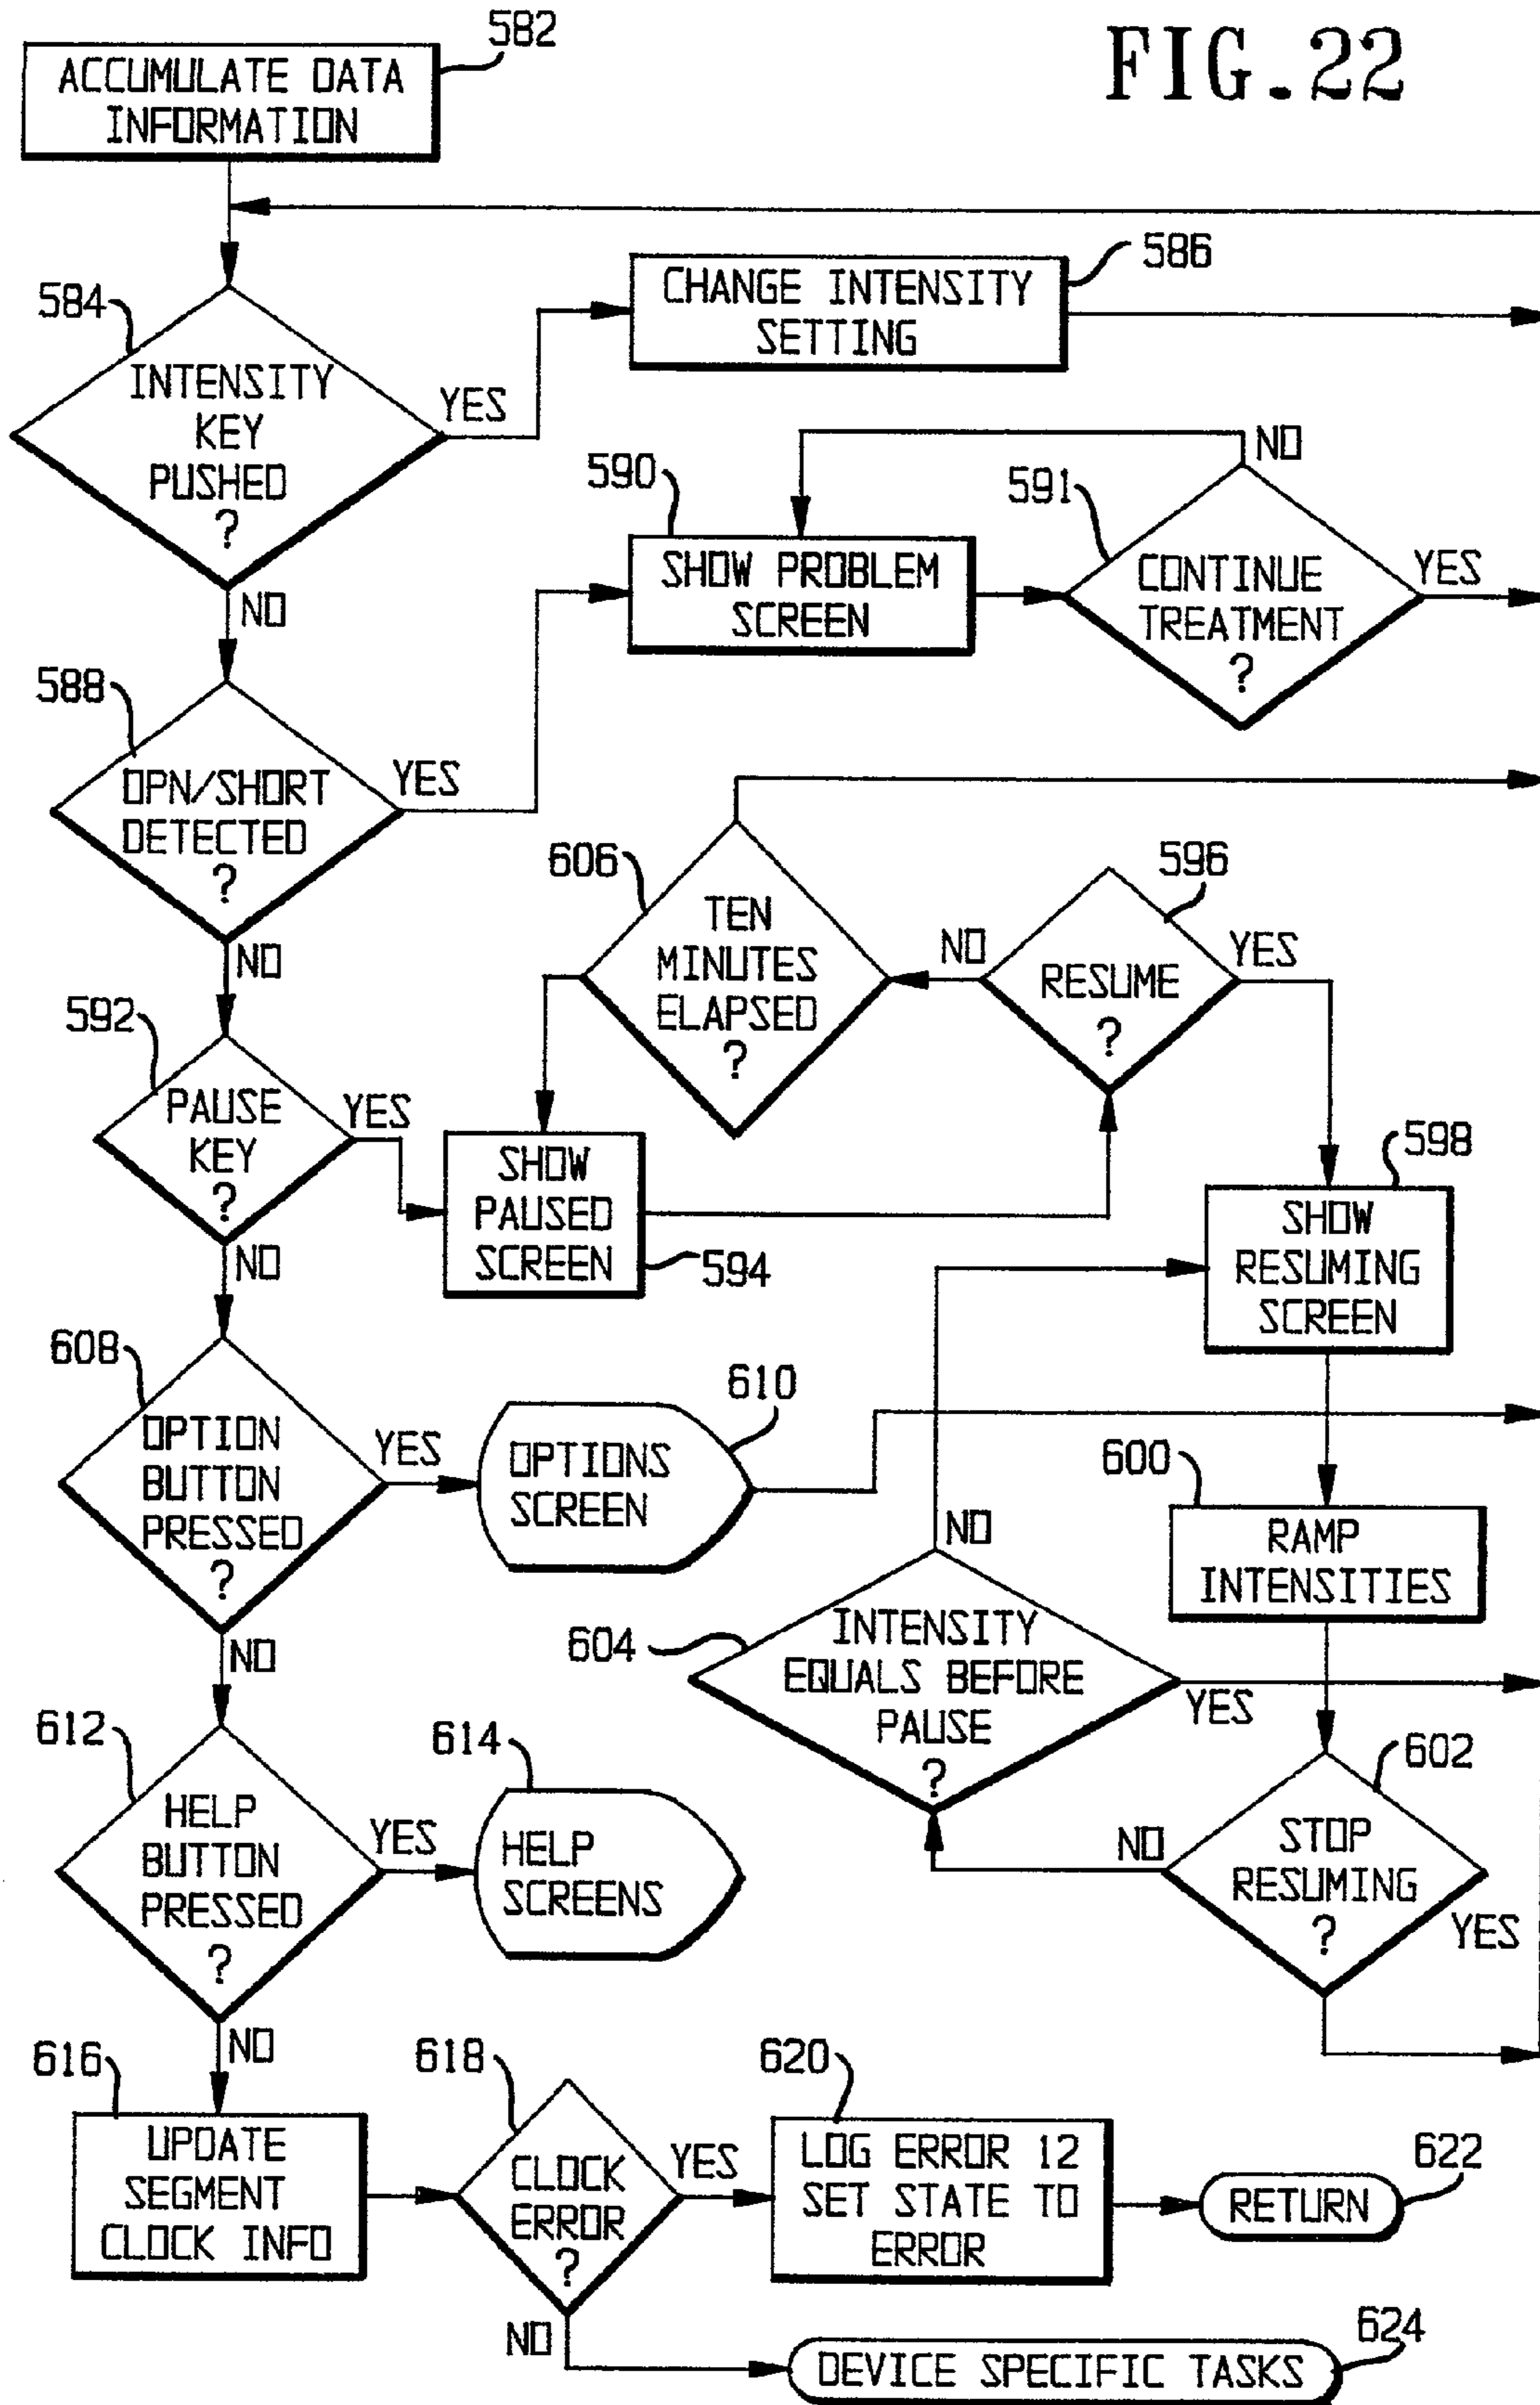 FIG.22
582
ACCUMULATE DATA
INFORMATION
584
INTENSITY
KEY
PUSHED
?
YES
NO
586
CHANGE INTENSITY
SETTING
588
OPN/SHORT
DETECTED
?
YES
NO
590
SHOW PROBLEM
SCREEN
591
CONTINUE
TREATMENT
?
NO
YES
592
PAUSE
KEY
?
YES
NO
594
SHOW
PAUSED
SCREEN
606
TEN
MINUTES
ELAPSED
?
596
RESUME
?
NO
YES
598
SHOW
RESUMING
SCREEN
600
RAMP
INTENSITIES
602
STOP
RESUMING
?
NO
YES
604
INTENSITY
EQUALS BEFORE
PAUSE
?
NO
YES
608
OPTION
BUTTON
PRESSED
?
YES
NO
610
OPTIONS
SCREEN
612
HELP
BUTTON
PRESSED
?
YES
NO
614
HELP
SCREENS
616
UPDATE
SEGMENT
CLOCK INFO
618
CLOCK
ERROR
?
YES
NO
620
LOG ERROR 12
SET STATE TO
ERROR
622
RETURN
624
DEVICE SPECIFIC TASKS